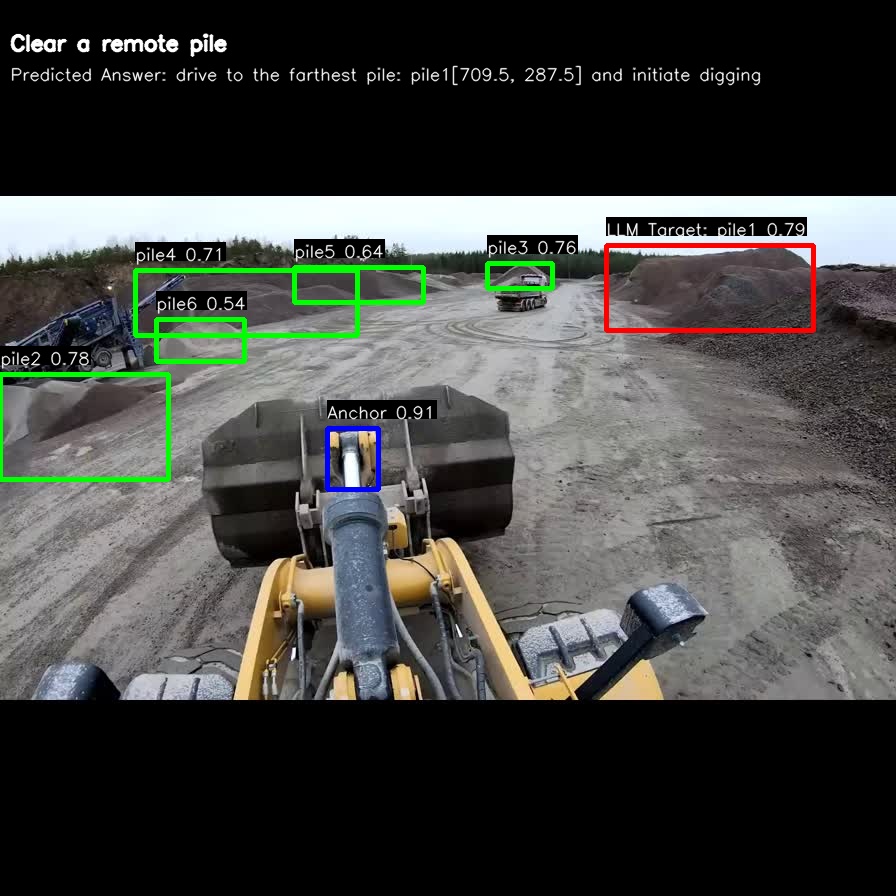 Clear a remote pile
Predicted Answer: drive to the farthest pile: pile1[709.5, 287.5] and initiate digging
LLM Target: pile1 0.79
pile3 0.76
pile5 0.64
pile4 0.71
pile6 0.54
pile2 0.78
Anchor 0.91